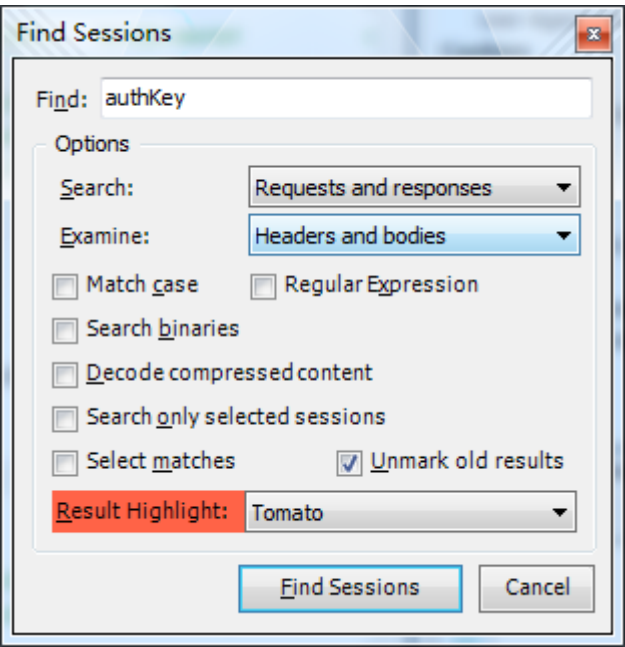 Find Sessions
Find: authKey
Options
Search: Requests and responses
Examine: Headers and bodies
Match case Regular Expression
Search binaries
Decode compressed content
Search only selected sessions
Select matches Unmark old results
Result Highlight: Tomato
Find Sessions Cancel